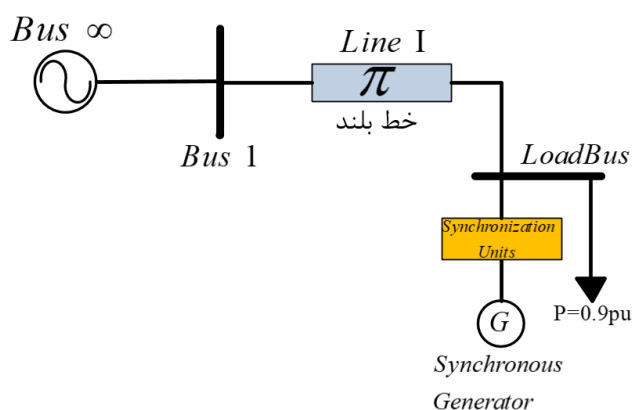 Bus ∞
Line I
π
خط بلند
Bus 1
LoadBus
Synchronization
Units
P=0.9pu
G
Synchronous
Generator